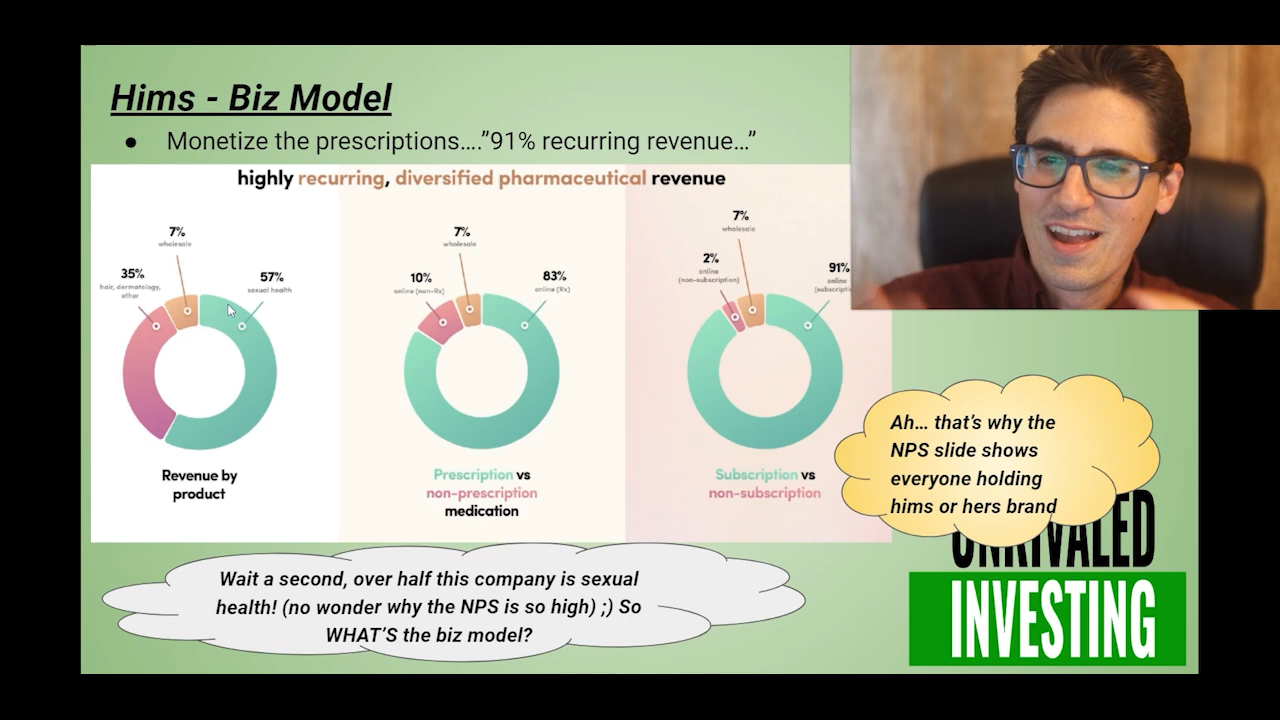 Hims - Biz Model
● Monetize the prescriptions....”91% recurring revenue…”
highly recurring, diversified pharmaceutical revenue
7%
wholesale
35%
hair, dermatology,
other
57%
sexual health
Revenue by
product
7%
wholesale
10%
online (non-Rx)
83%
online (Rx)
Prescription vs
non-prescription
medication
7%
wholesale
2%
online
(non-subscription)
91%
online
Subscription vs
non-subscription
Ah… that’s why the
NPS slide shows
everyone holding
hims or hers brand
Wait a second, over half this company is sexual
health! (no wonder why the NPS is so high) ;) So
WHAT’S the biz model?
UNRIVALED
INVESTING